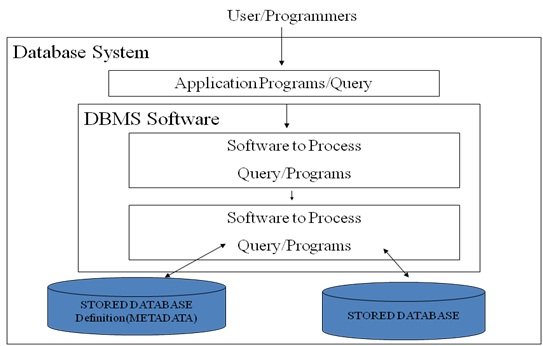 User/Programmers
Database System
Application Programs/Query
DBMS Software
Software to Process
Query/Programs
Software to Process
Query/Programs
STORED DATABASE
Definition(METADATA)
STORED DATABASE